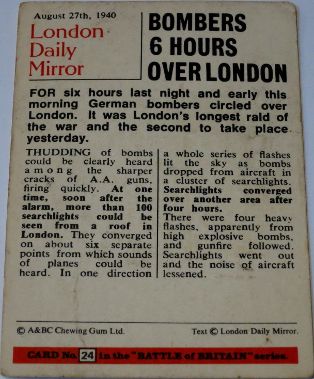 August 27th, 1940
London
Daily
Mirror
BOMBERS
6 HOURS
OVER LONDON
FOR six hours last night and early this
morning German bombers circled over
London. It was London's longest raid of
the war and the second to take place
yesterday.
THUDDING of bombs
could be clearly heard
among the sharper
cracks of A.A. guns,
firing quickly. At one
time, soon after the
alarm, more than 100
searchlights could be
seen from a roof in
London. They converged
on about six separate
points from which sounds
of planes could be
heard. In one direction
a whole series of flashes
lit the sky as bombs
dropped from aircraft in
a cluster of searchlights.
Searchlights converged
over another area after
four hours.
There were four heavy
flashes, apparently from
high explosive bombs,
and gunfire followed.
Searchlights went out
and the noise of aircraft
lessened.
© A&BC Chewing Gum Ltd.
Text © London Daily Mirror.
CARD No. 24 in the "BATTLE of BRITAIN" series.